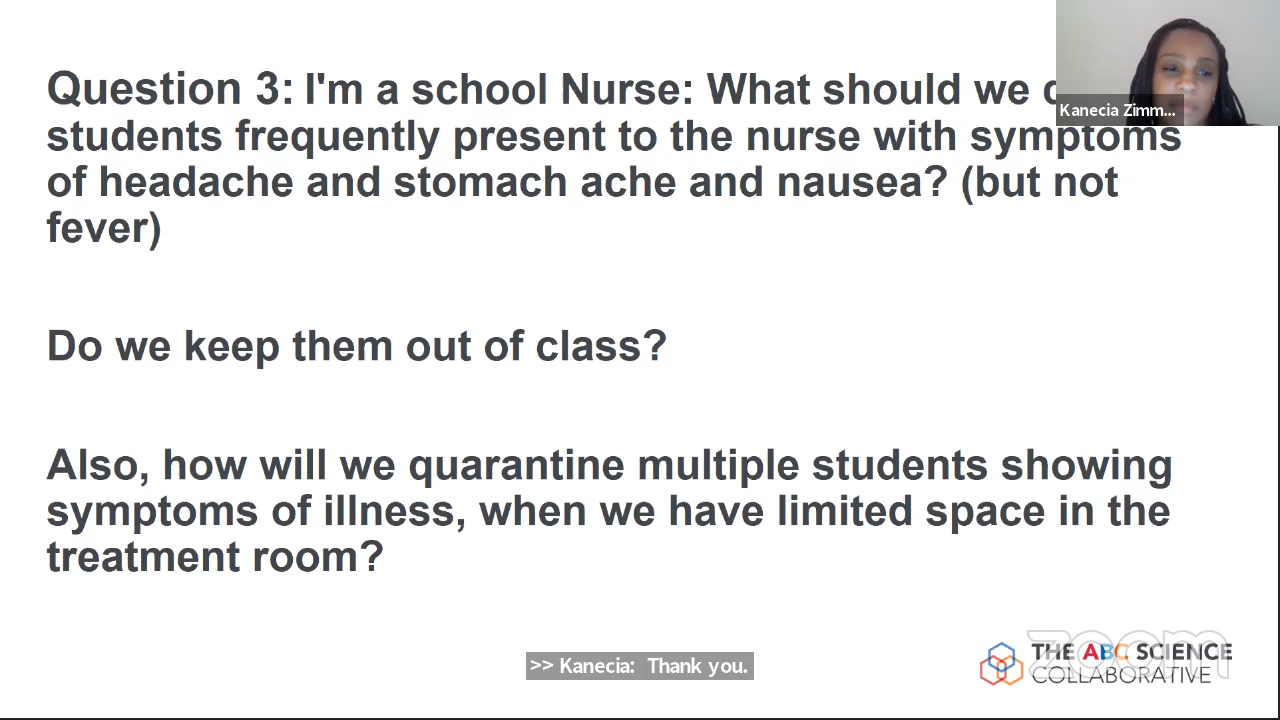 Question 3: I'm a school Nurse: What should we
students frequently present to the nurse with symptoms
of headache and stomach ache and nausea? (but not
fever)
Do we keep them out of class?
Also, how will we quarantine multiple students showing
symptoms of illness, when we have limited space in the
treatment room?
Kanecia Zimm...
>> Kanecia: Thank you.
zoom
THE ABC SCIENCE
COLLABORATIVE